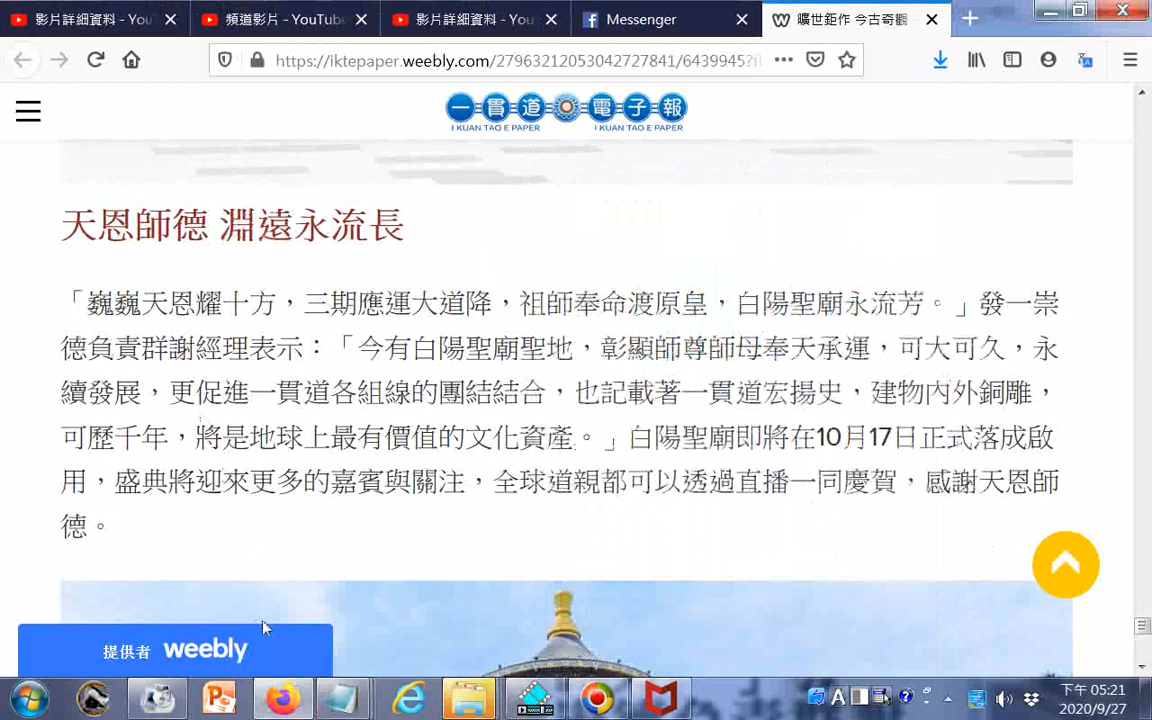 影片詳細資料 - You
頻道影片 - YouTube
影片詳細資料 - You
Messenger
曠世鉅作 今古奇觀
https://iktepaper.weebly.com/27963212053042727841/6439945?fl
一貫道電子報
I KUAN TAO E PAPER I KUAN TAO E PAPER
天恩師德 淵遠永流長
「巍巍天恩耀十方，三期應運大道降，祖師奉命渡原皇，白陽聖廟永流芳。」發一崇
德負責群謝經理表示：「今有白陽聖廟聖地，彰顯師尊師母奉天承運，可大可久，永
續發展，更促進一貫道各組線的團結結合，也記載著一貫道宏揚史，建物內外銅雕，
可歷千年，將是地球上最有價值的文化資產。」白陽聖廟即將在10月17日正式落成啟
用，盛典將迎來更多的嘉賓與關注，全球道親都可以透過直播一同慶賀，感謝天恩師
德。
提供者 weebly
下午 05:21
2020/9/27